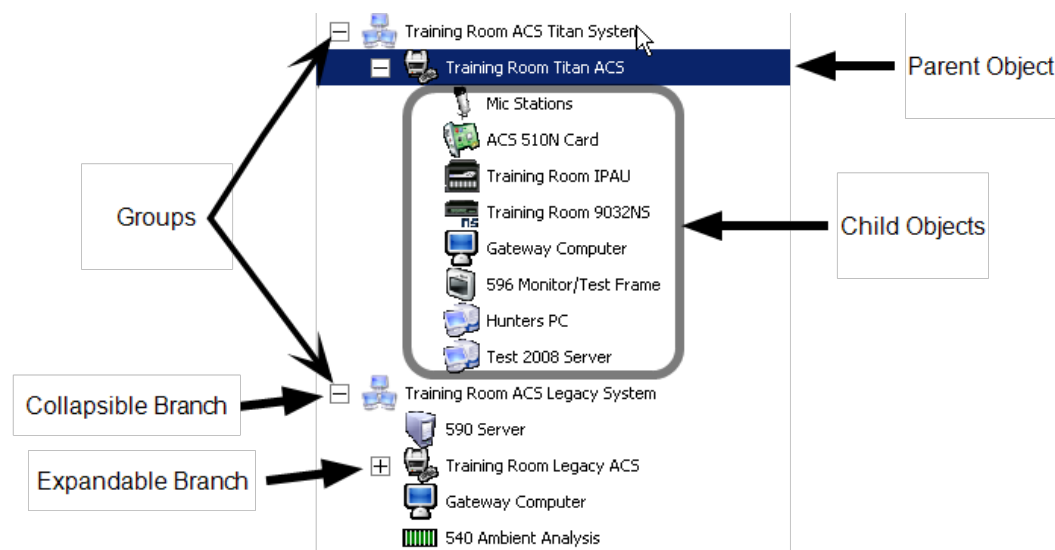 Training Room ACS Titan System
Training Room Titan ACS
Parent Object
Mic Stations
ACS 510N Card
Training Room IPAU
Groups
Training Room 9032NS
NS
Child Objects
Gateway Computer
596 Monitor/Test Frame
Hunters PC
Test 2008 Server
Collapsible Branch
Training Room ACS Legacy System
590 Server
Expandable Branch
Training Room Legacy ACS
Gateway Computer
540 Ambient Analysis